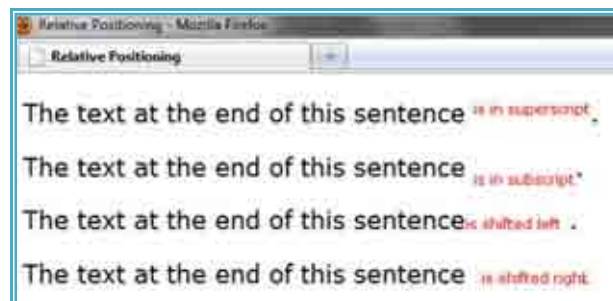 Relative Positioning - Mozilla Firefox
Relative Positioning
The text at the end of this sentence is in superscript.
The text at the end of this sentence is in subscript.
The text at the end of this sentence is shifted left .
The text at the end of this sentence is shifted right.